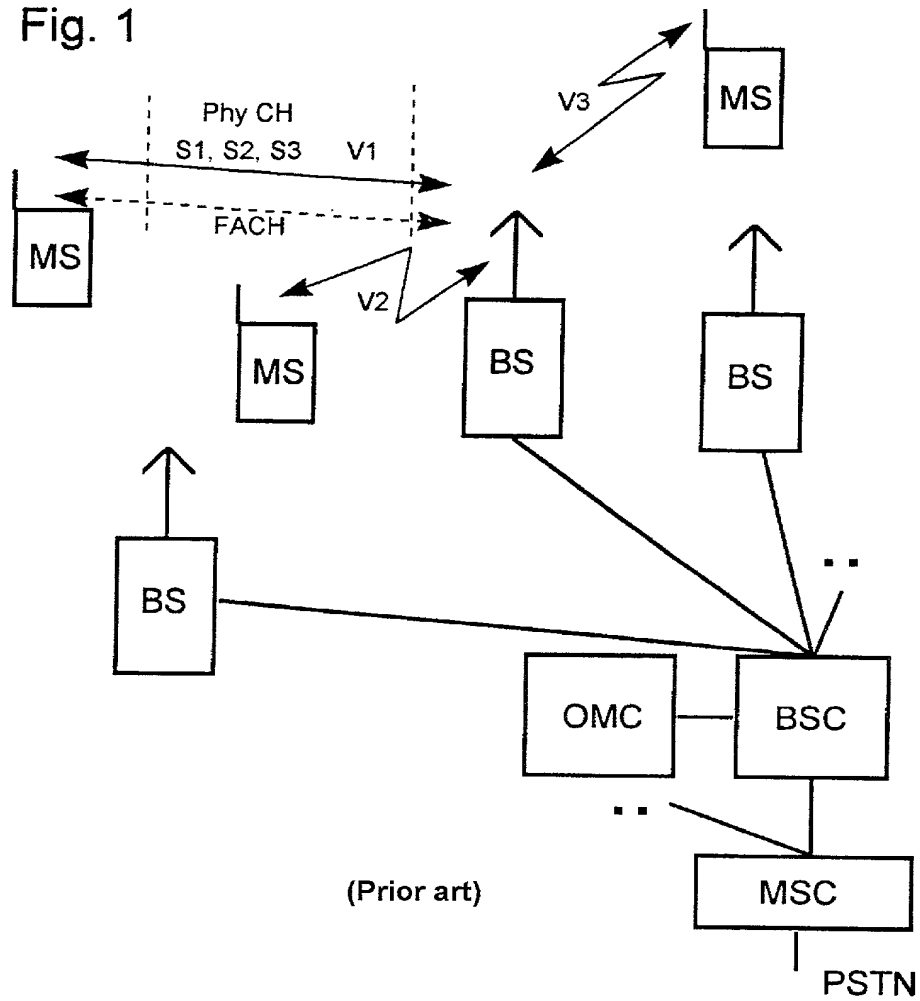 Fig. 1
MS
V3
Phy CH
S1, S2, S3 V1
FACH
MS
V2
MS
BS
BS
BS
..
OMC
BSC
..
(Prior art)
MSC
PSTN